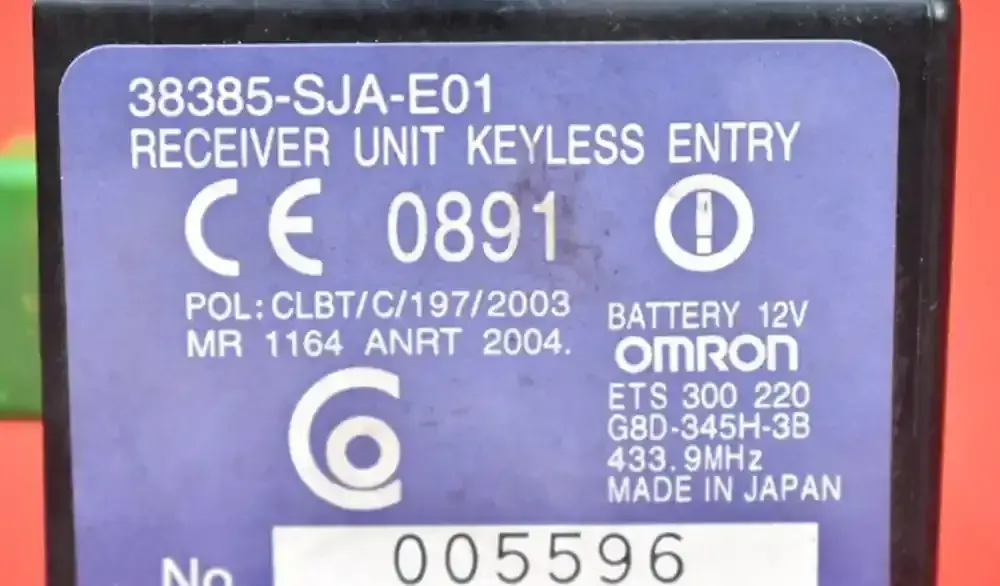 38385-SJA-E01
RECEIVER UNIT KEYLESS ENTRY
CE 0891
POL: CLBT/C/197/2003
MR 1164 ANRT 2004.
BATTERY 12V
OMRON
ETS 300 220
G8D-345H-3B
433.9MHz
MADE IN JAPAN
No 005596